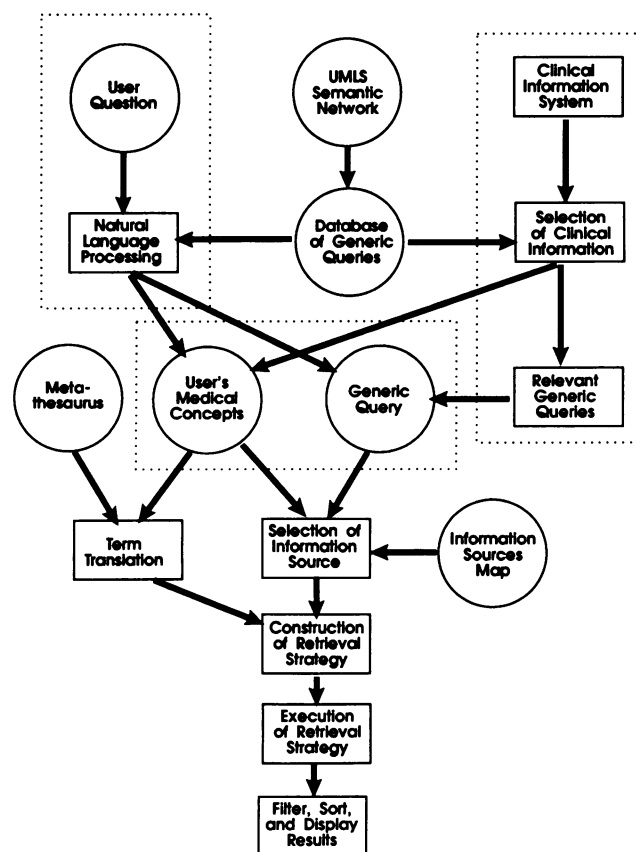 User
Question
UMLS
Semantic
Network
Clinical
Information
System
Natural
Language
Processing
Database
of Generic
Queries
Selection
of Clinical
Information
Meta-
thesaurus
User's
Medical
Concepts
Generic
Query
Relevant
Generic
Queries
Term
Translation
Selection of
Information
Source
Information
Sources
Map
Construction
of Retrieval
Strategy
Execution
of Retrieval
Strategy
Filter, Sort,
and Display
Results